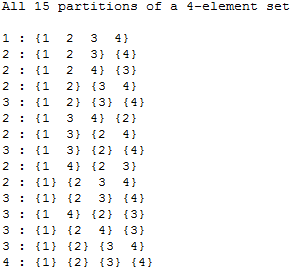 All 15 partitions of a 4-element set
1 : {1 2 3 4}
2 : {1 2 3} {4}
2 : {1 2 4} {3}
2 : {1 2} {3 4}
3 : {1 2} {3} {4}
2 : {1 3 4} {2}
2 : {1 3} {2 4}
3 : {1 3} {2} {4}
2 : {1 4} {2 3}
2 : {1} {2 3 4}
3 : {1} {2 3} {4}
3 : {1 4} {2} {3}
3 : {1} {2 4} {3}
3 : {1} {2} {3 4}
4 : {1} {2} {3} {4}